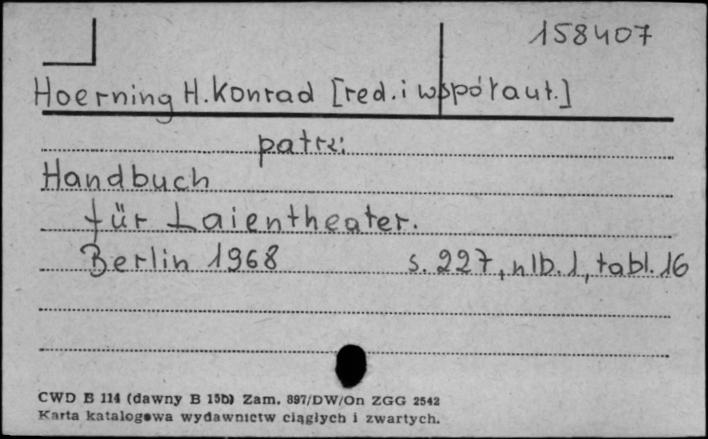 158407
Hoerning H. Konrad [red. i współaut.]
patrz:
Handbuch
für Laientheater.
Berlin 1968 s. 227, nlb. 1, tabl. 16
CWD B 114 (dawny B 15b) Zam. 897/DW/On ZGG 2542
Karta katalogowa wydawnictw ciągłych i zwartych.